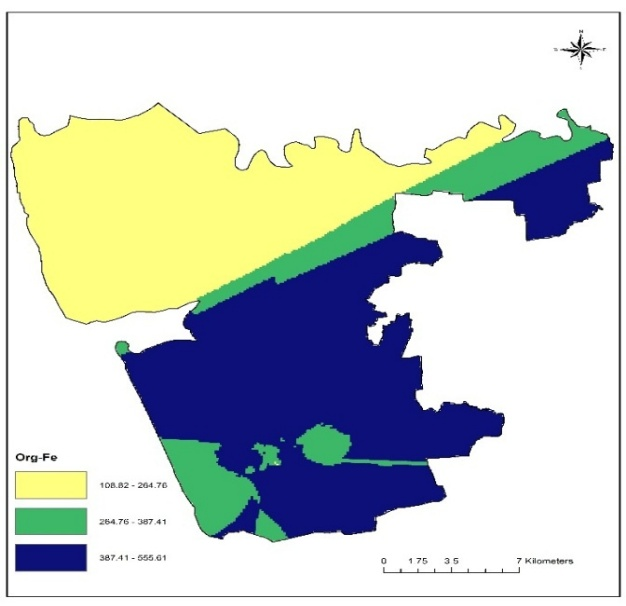 N
Org-Fe
108.82 - 264.76
264.76 - 387.41
387.41 - 555.61
0 1 75 3 5 7 Kilometers